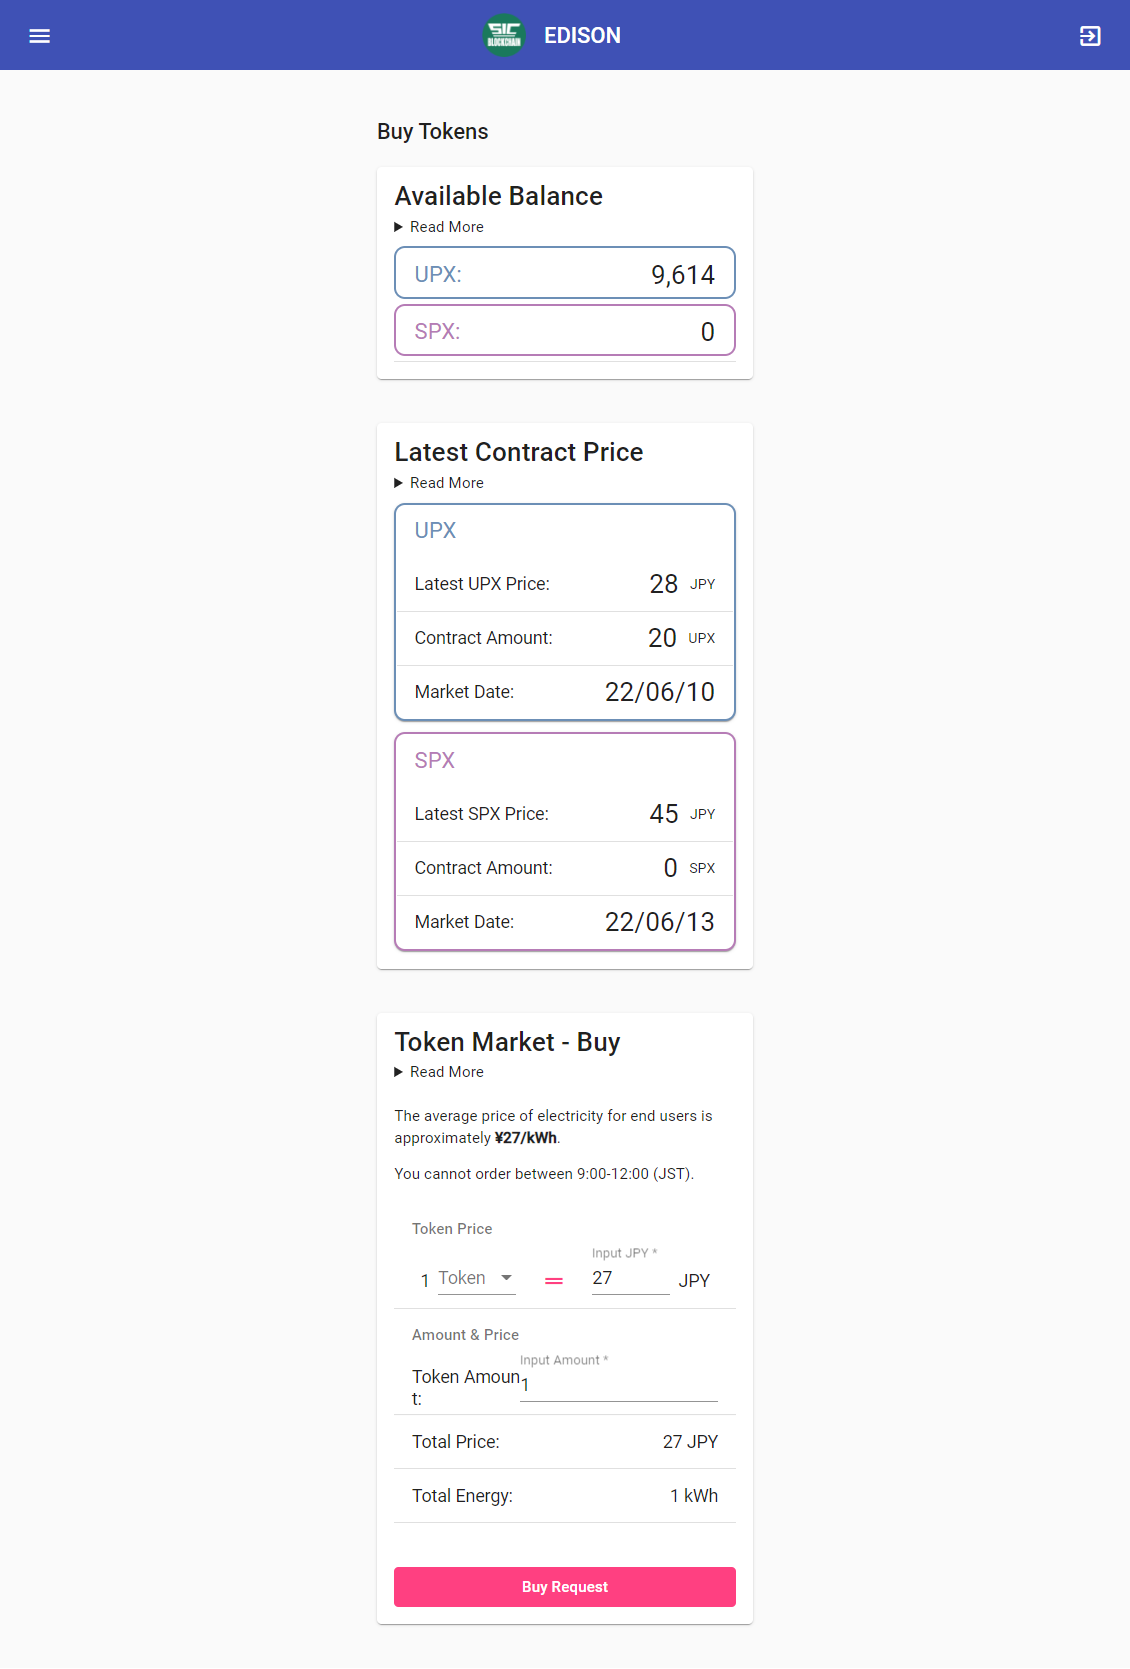 SIC
BLOCKCHAIN
EDISON
Buy Tokens
Available Balance
Read More
UPX: 9,614
SPX: 0
Latest Contract Price
Read More
UPX
Latest UPX Price: 28 JPY
Contract Amount: 20 UPX
Market Date: 22/06/10
SPX
Latest SPX Price: 45 JPY
Contract Amount: 0 SPX
Market Date: 22/06/13
Token Market - Buy
Read More
The average price of electricity for end users is
approximately ¥27/kWh.
You cannot order between 9:00-12:00 (JST).
Token Price
Input JPY *
1 Token = 27 JPY
Amount & Price
Input Amount *
Token Amoun 1
t:
Total Price: 27 JPY
Total Energy: 1 kWh
Buy Request